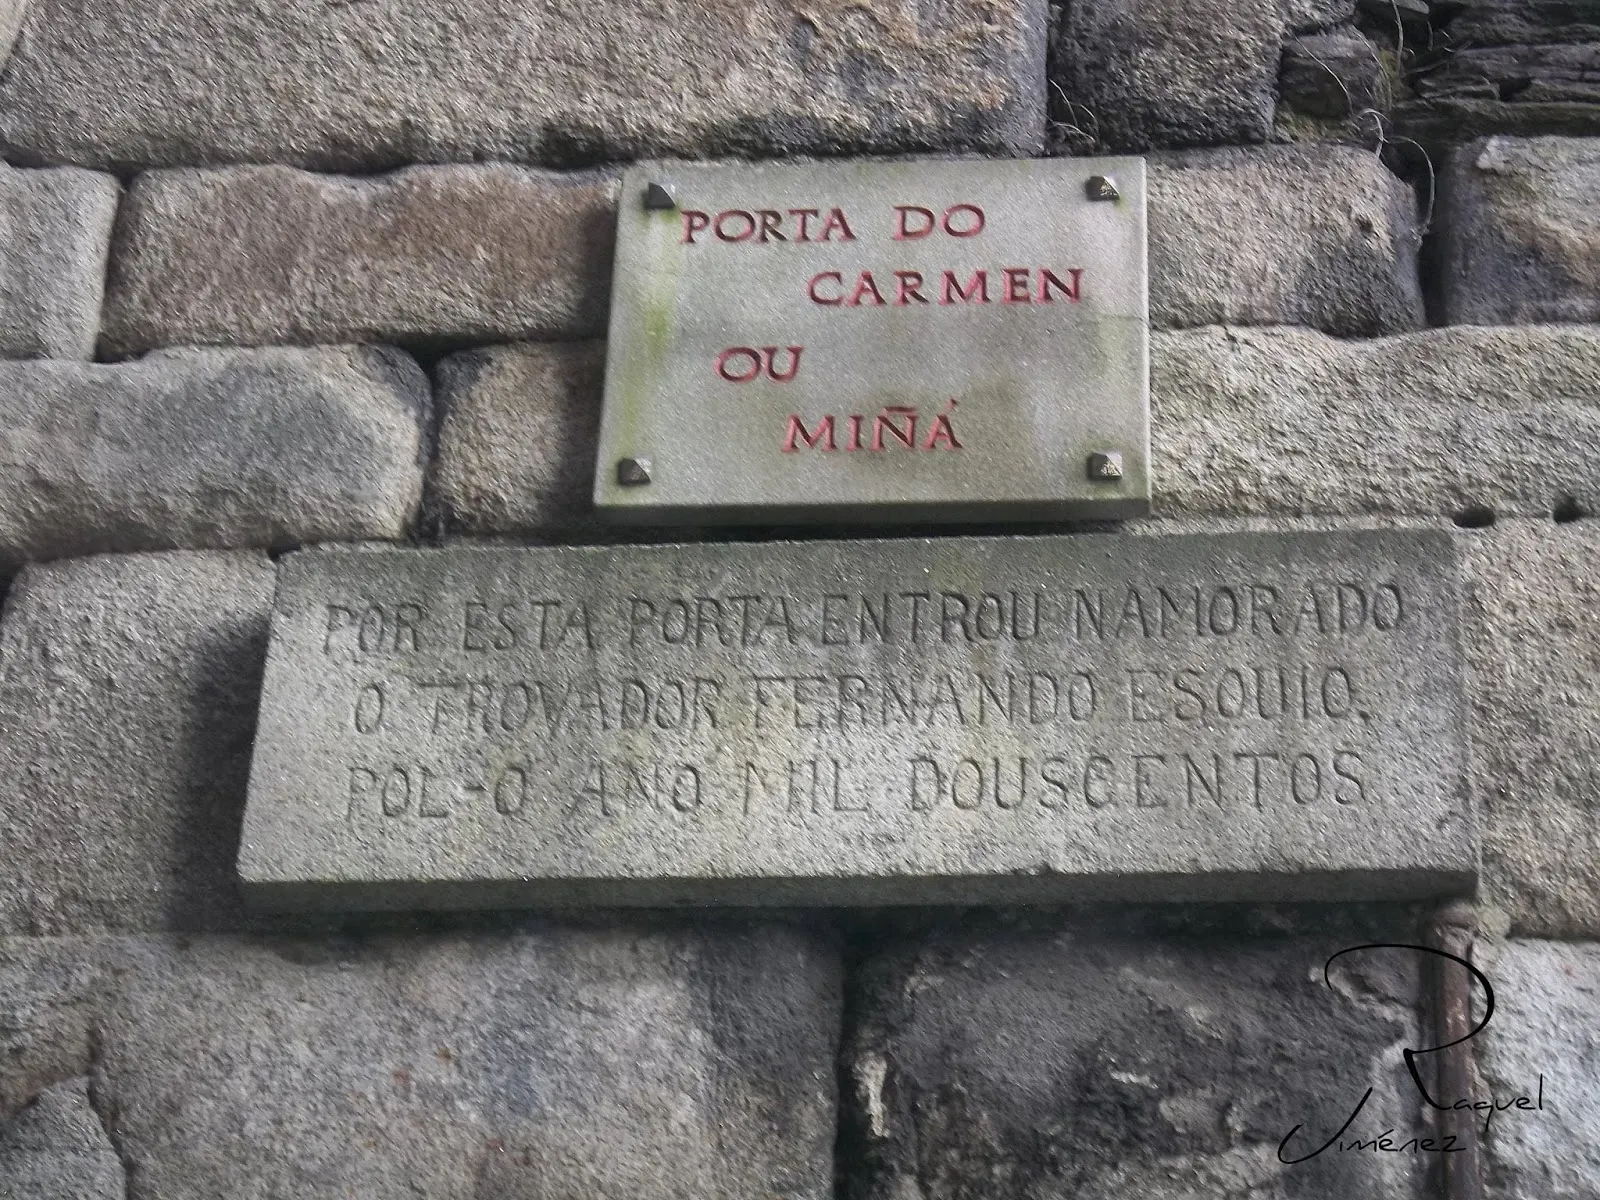 PORTA DO
CARMEN
OU
MIÑÁ
POR ESTA PORTA ENTROU NAMORADO
O TROVADOR FERNANDO ESQUIO.
POL-O ANO MIL DOUSCENTOS
Raquel
Jiménez